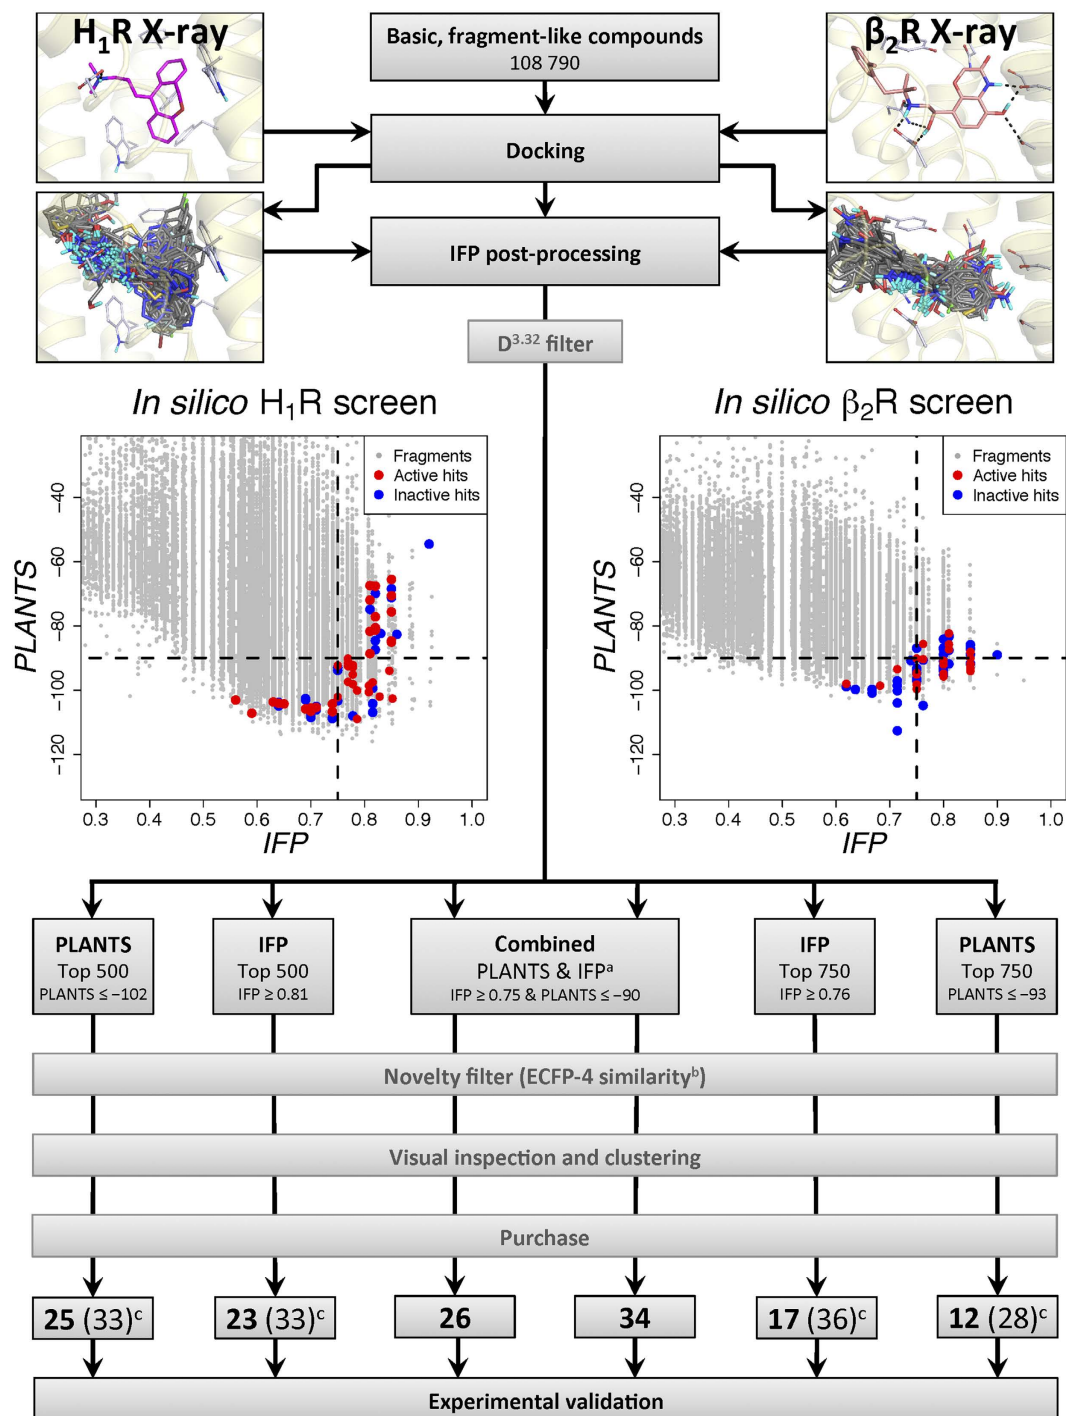 H1R X-ray
Basic, fragment-like compounds
108 790
β2R X-ray
Docking
IFP post-processing
D3.32 filter
In silico H1R screen
In silico β2R screen
PLANTS
−40
−60
−80
−100
−120
Fragments
Active hits
Inactive hits
0.3 0.4 0.5 0.6 0.7 0.8 0.9 1.0
IFP
PLANTS
−40
−60
−80
−100
−120
Fragments
Active hits
Inactive hits
0.3 0.4 0.5 0.6 0.7 0.8 0.9 1.0
IFP
PLANTS
Top 500
PLANTS ≤ −102
IFP
Top 500
IFP ≥ 0.81
Combined
PLANTS & IFPa
IFP ≥ 0.75 & PLANTS ≤ −90
IFP
Top 750
IFP ≥ 0.76
PLANTS
Top 750
PLANTS ≤ −93
Novelty filter (ECFP-4 similarityb)
Visual inspection and clustering
Purchase
25 (33)c
23 (33)c
26
34
17 (36)c
12 (28)c
Experimental validation